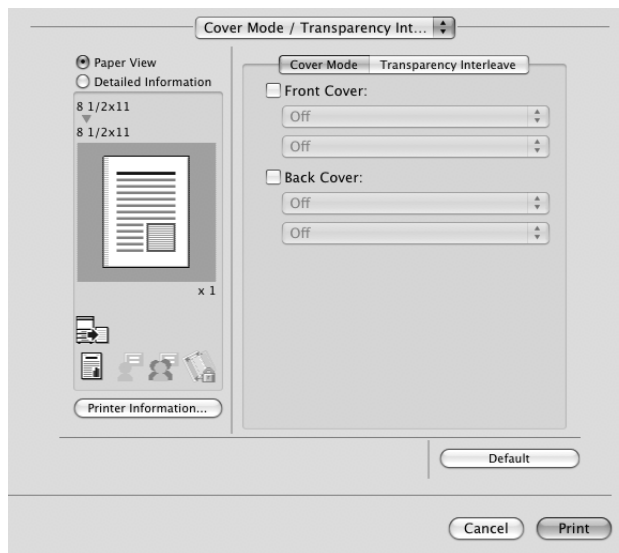 Cover Mode / Transparency Int...
Paper View
Detailed Information
8 1/2x11
8 1/2x11
x 1
Printer Information...
Cover Mode Transparency Interleave
Front Cover:
Off
Off
Back Cover:
Off
Off
Default
Cancel Print